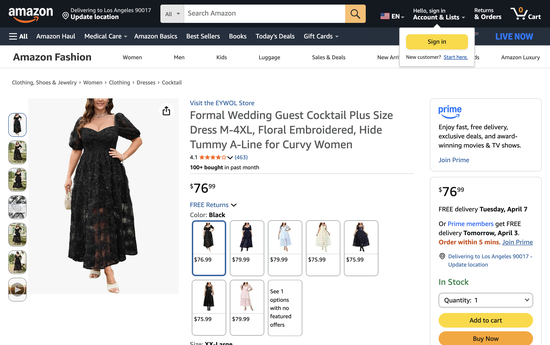 amazon
Delivering to Los Angeles 90017
Update location
All
Search Amazon
EN
Hello, sign in
Account & Lists
Returns
& Orders
0
Cart
All
Amazon Haul
Medical Care
Amazon Basics
Best Sellers
Books
Today's Deals
Gift Cards
LIVE NOW
Sign in
New customer? Start here.
Amazon Fashion
Women
Men
Kids
Luggage
Sales & Deals
New Arri
ds
Amazon Luxury
Clothing, Shoes & Jewelry › Women › Clothing › Dresses › Cocktail
Visit the EYWOL Store
Formal Wedding Guest Cocktail Plus Size
Dress M-4XL, Floral Embroidered, Hide
Tummy A-Line for Curvy Women
4.1 (463)
100+ bought in past month
$76.99
FREE Returns
Color: Black
$76.99
$79.99
$79.99
$75.99
$75.99
$75.99
$79.99
See 1
options
with no
featured
offers
Size: XX-Large
prime
Enjoy fast, free delivery,
exclusive deals, and award-
winning movies & TV shows.
Join Prime
$76.99
FREE delivery Tuesday, April 7
Or Prime members get FREE
delivery Tomorrow, April 3.
Order within 5 mins. Join Prime
Delivering to Los Angeles 90017 -
Update location
In Stock
Quantity: 1
Add to cart
Buy Now